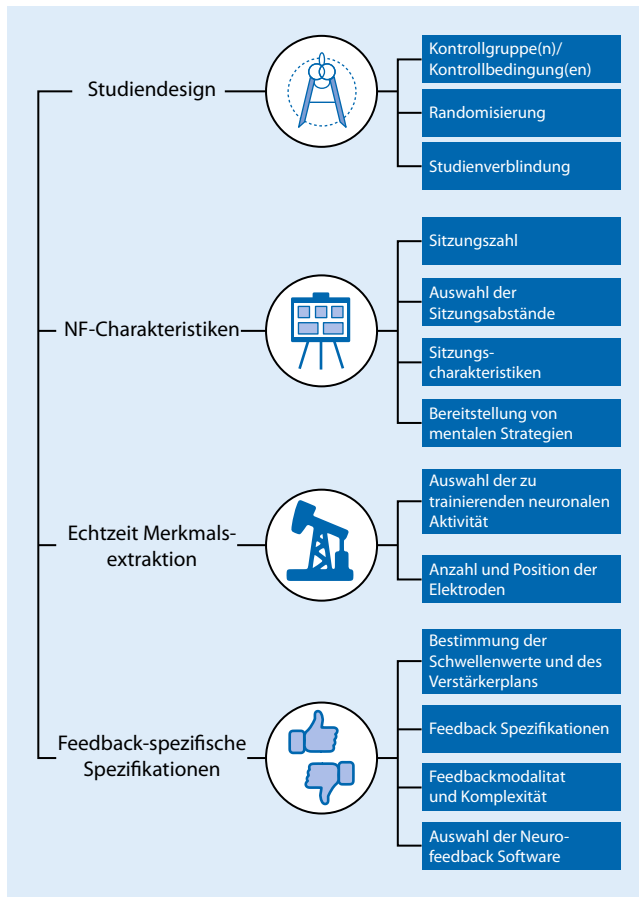 Studiendesign
Kontrollgruppe(n)/
Kontrollbedingung(en)
Randomisierung
Studienverblindung
NF-Charakteristiken
Sitzungszahl
Auswahl der
Sitzungsabstände
Sitzungs-
charakteristiken
Bereitstellung von
mentalen Strategien
Echtzeit Merkmals-
extraktion
Auswahl der zu
trainierenden neuronalen
Aktivität
Anzahl und Position der
Elektroden
Feedback-spezifische
Spezifikationen
Bestimmung der
Schwellenwerte und des
Verstärkerplans
Feedback Spezifikationen
Feedbackmodalitat
und Komplexität
Auswahl der Neuro-
feedback Software